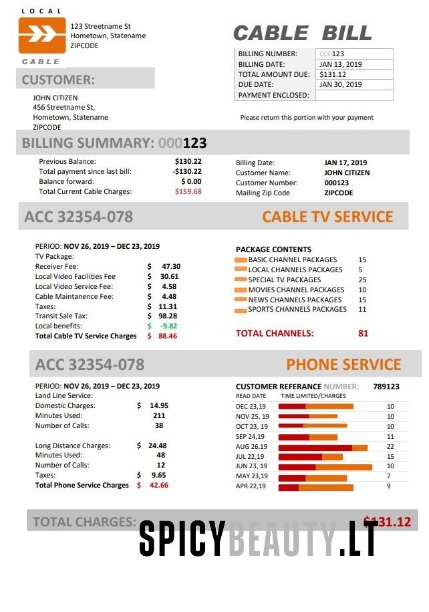 LOCAL
CABLE
123 Streetname St
Hometown, Statename
ZIPCODE
CABLE BILL
BILLING NUMBER: 000123
BILLING DATE: JAN 13, 2019
TOTAL AMOUNT DUE: $131.12
DUE DATE: JAN 30, 2019
PAYMENT ENCLOSED:
CUSTOMER:
JOHN CITIZEN
456 Streetname St,
Hometown, Statename
ZIPCODE
Please return this portion with your payment
BILLING SUMMARY: 000123
Previous Balance: $130.22
Total payment since last bill: -$130.22
Balance forward: $ 0.00
Total Current Cable Charges: $159.68
Billing Date: JAN 17, 2019
Customer Name: JOHN CITIZEN
Customer Number: 000123
Mailing Zip Code ZIPCODE
ACC 32354-078 CABLE TV SERVICE
PERIOD: NOV 26, 2019 – DEC 23, 2019
TV Package:
Receiver Fee: $ 47.30
Local Video Facilities Fee $ 30.61
Local Video Service Fee: $ 4.58
Cable Maintanence Fee: $ 4.48
Taxes: $ 11.31
Transit Sale Tax: $ 98.28
Local benefits: $ -9.82
Total Cable TV Service Charges $ 88.46
PACKAGE CONTENTS
BASIC CHANNEL PACKAGES 15
LOCAL CHANNELS PACKAGES 5
SPECIAL TV PACKAGES 25
MOVIES CHANNEL PACKAGES 10
NEWS CHANNELS PACKAGES 15
SPORTS CHANNELS PACKAGES 11
TOTAL CHANNELS: 81
ACC 32354-078 PHONE SERVICE
PERIOD: NOV 26, 2019 – DEC 23, 2019
Land Line Service:
Domestic Charges: $ 14.95
Minutes Used: 211
Number of Calls: 38
Long Distance Charges: $ 24.48
Minutes Used: 48
Number of Calls: 12
Taxes: $ 9.65
Total Phone Service Charges $ 42.66
CUSTOMER REFERANCE NUMBER: 789123
READ DATE TIME LIMITED/CHARGES
DEC 23,19 10
NOV 25, 19 10
OCT 23, 19 10
SEP 24,19 11
AUG 26,19 22
JUL 22,19 15
JUN 23, 19 10
MAY 23,19 7
APR 22,19 9
TOTAL CHARGES: $131.12
SPICYBEAUTY.LT